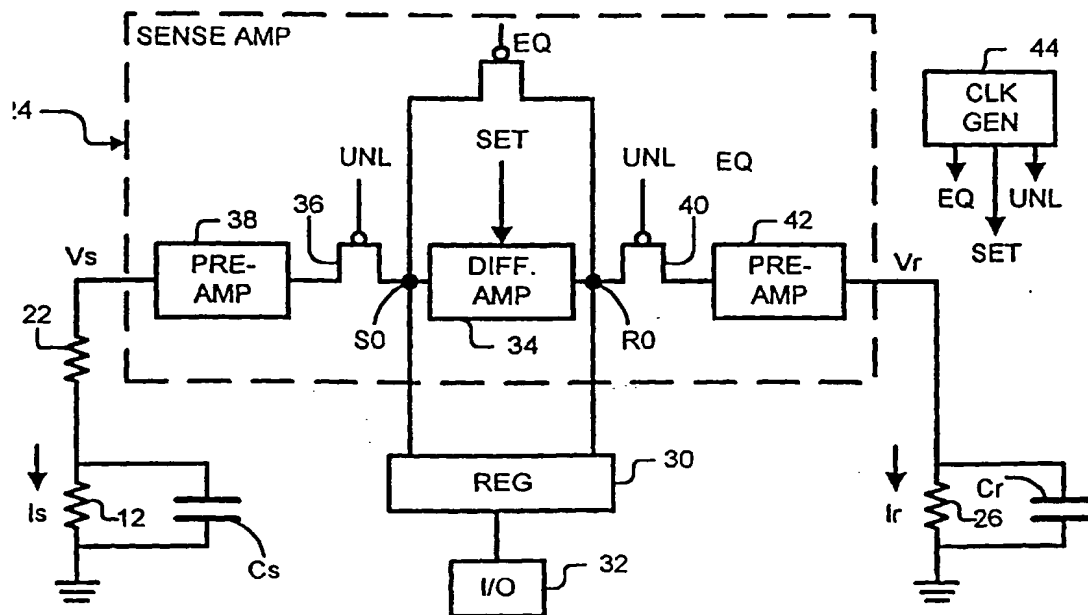 SENSE AMP
EQ
44
CLK
GEN
!4
SET
UNL
UNL
EQ
EQ
UNL
SET
38
36
40
42
Vs
PRE-
AMP
DIFF.
AMP
PRE-
AMP
Vr
22
S0
34
R0
30
REG
Is
12
Cs
32
I/O
Ir
Cr
26